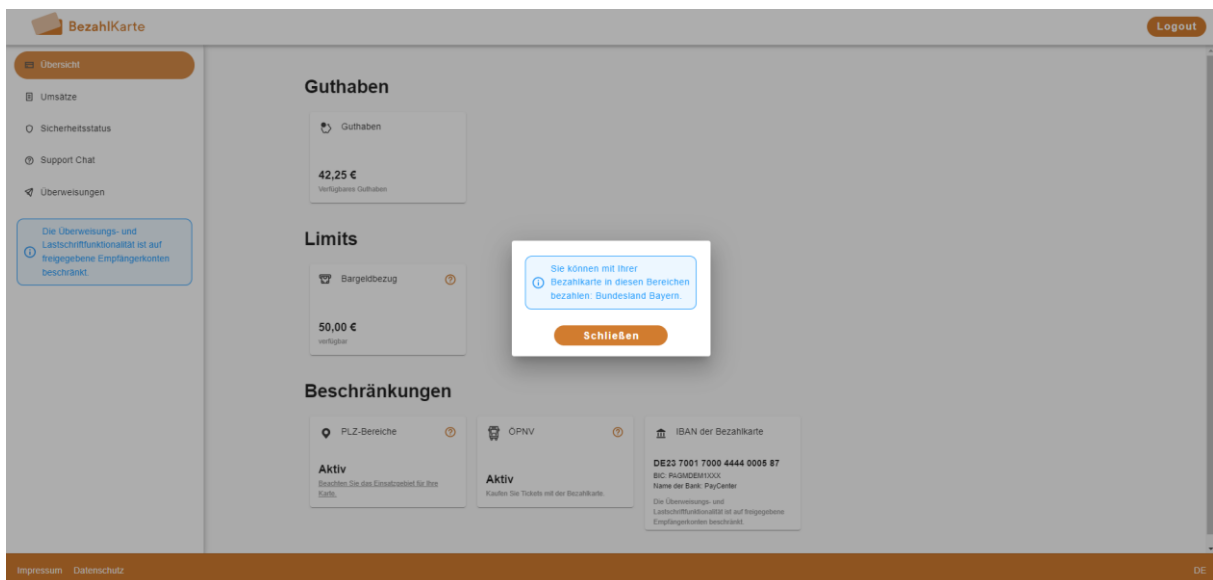 BezahlKarte
Logout
Übersicht
Umsätze
Sicherheitsstatus
Support Chat
Überweisungen
Die Überweisungs- und
Lastschriftfunktionalität ist auf
freigegebene Empfängerkonten
beschränkt.
Guthaben
Guthaben
42,25 €
Verfügbares Guthaben
Limits
Bargeldbezug
50,00 €
verfügbar
Sie können mit Ihrer
Bezahlkarte in diesen Bereichen
bezahlen: Bundesland Bayern.
Schließen
Beschränkungen
PLZ-Bereiche
Aktiv
Beachten Sie das Einsatzgebiet für Ihre
Karte.
ÖPNV
Aktiv
Kaufen Sie Tickets mit der Bezahlkarte.
IBAN der Bezahlkarte
DE23 7001 7000 4444 0005 87
BIC: PAGMDEM1XXX
Name der Bank: PayCenter
Die Überweisungs- und
Lastschriftfunktionalität ist auf freigegebene
Empfängerkonten beschränkt.
Impressum Datenschutz
DE